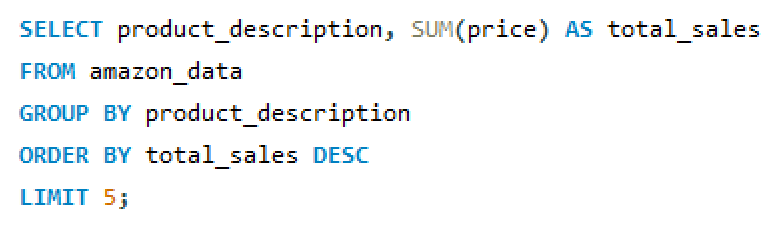 SELECT product_description, SUM(price) AS total_sales
FROM amazon_data
GROUP BY product_description
ORDER BY total_sales DESC
LIMIT 5;